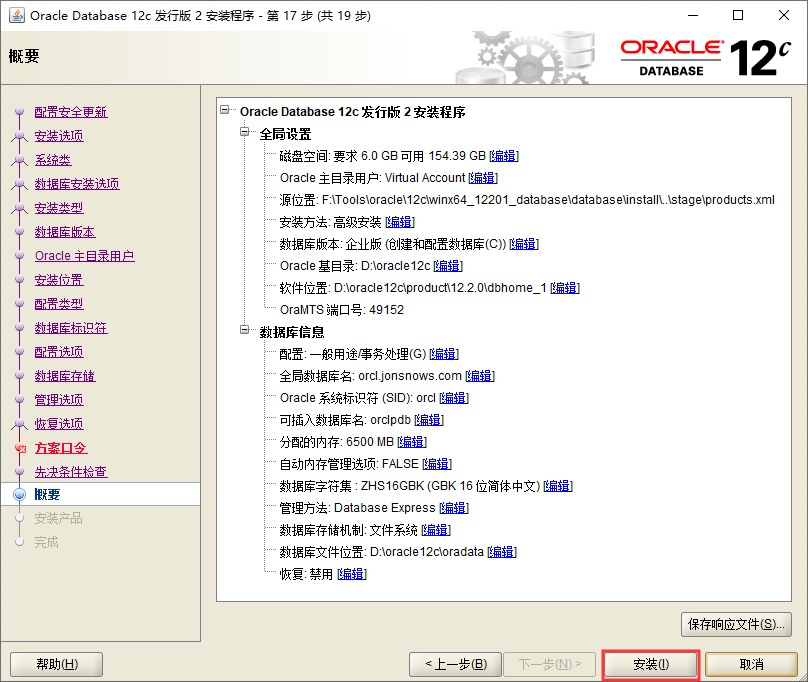 Oracle Database 12c 发行版 2 安装程序 - 第 17 步 (共 19 步)
概要
ORACLE
DATABASE
12c
配置安全更新
安装选项
系统类
数据库安装选项
安装类型
数据库版本
Oracle 主目录用户
安装位置
配置类型
数据库标识符
配置选项
数据库存储
管理选项
恢复选项
方案口令
先决条件检查
概要
安装产品
完成
Oracle Database 12c 发行版 2 安装程序
全局设置
磁盘空间: 要求 6.0 GB 可用 154.39 GB [编辑]
Oracle 主目录用户: Virtual Account [编辑]
源位置: F:\Tools\oracle\12c\winx64_12201_database\database\install\..\stage\products.xml
安装方法: 高级安装 [编辑]
数据库版本: 企业版 (创建和配置数据库(C)) [编辑]
Oracle 基目录: D:\oracle12c [编辑]
软件位置: D:\oracle12c\product\12.2.0\dbhome_1 [编辑]
OraMTS 端口号: 49152
数据库信息
配置: 一般用途/事务处理(G) [编辑]
全局数据库名: orcl.jonsnows.com [编辑]
Oracle 系统标识符 (SID): orcl [编辑]
可插入数据库名: orclpdb [编辑]
分配的内存: 6500 MB [编辑]
自动内存管理选项: FALSE [编辑]
数据库字符集 : ZHS16GBK (GBK 16 位简体中文) [编辑]
管理方法: Database Express [编辑]
数据库存储机制: 文件系统 [编辑]
数据库文件位置: D:\oracle12c\oradata [编辑]
恢复: 禁用 [编辑]
保存响应文件(S)...
帮助(H)
< 上一步(B)
下一步(N) >
安装(I)
取消